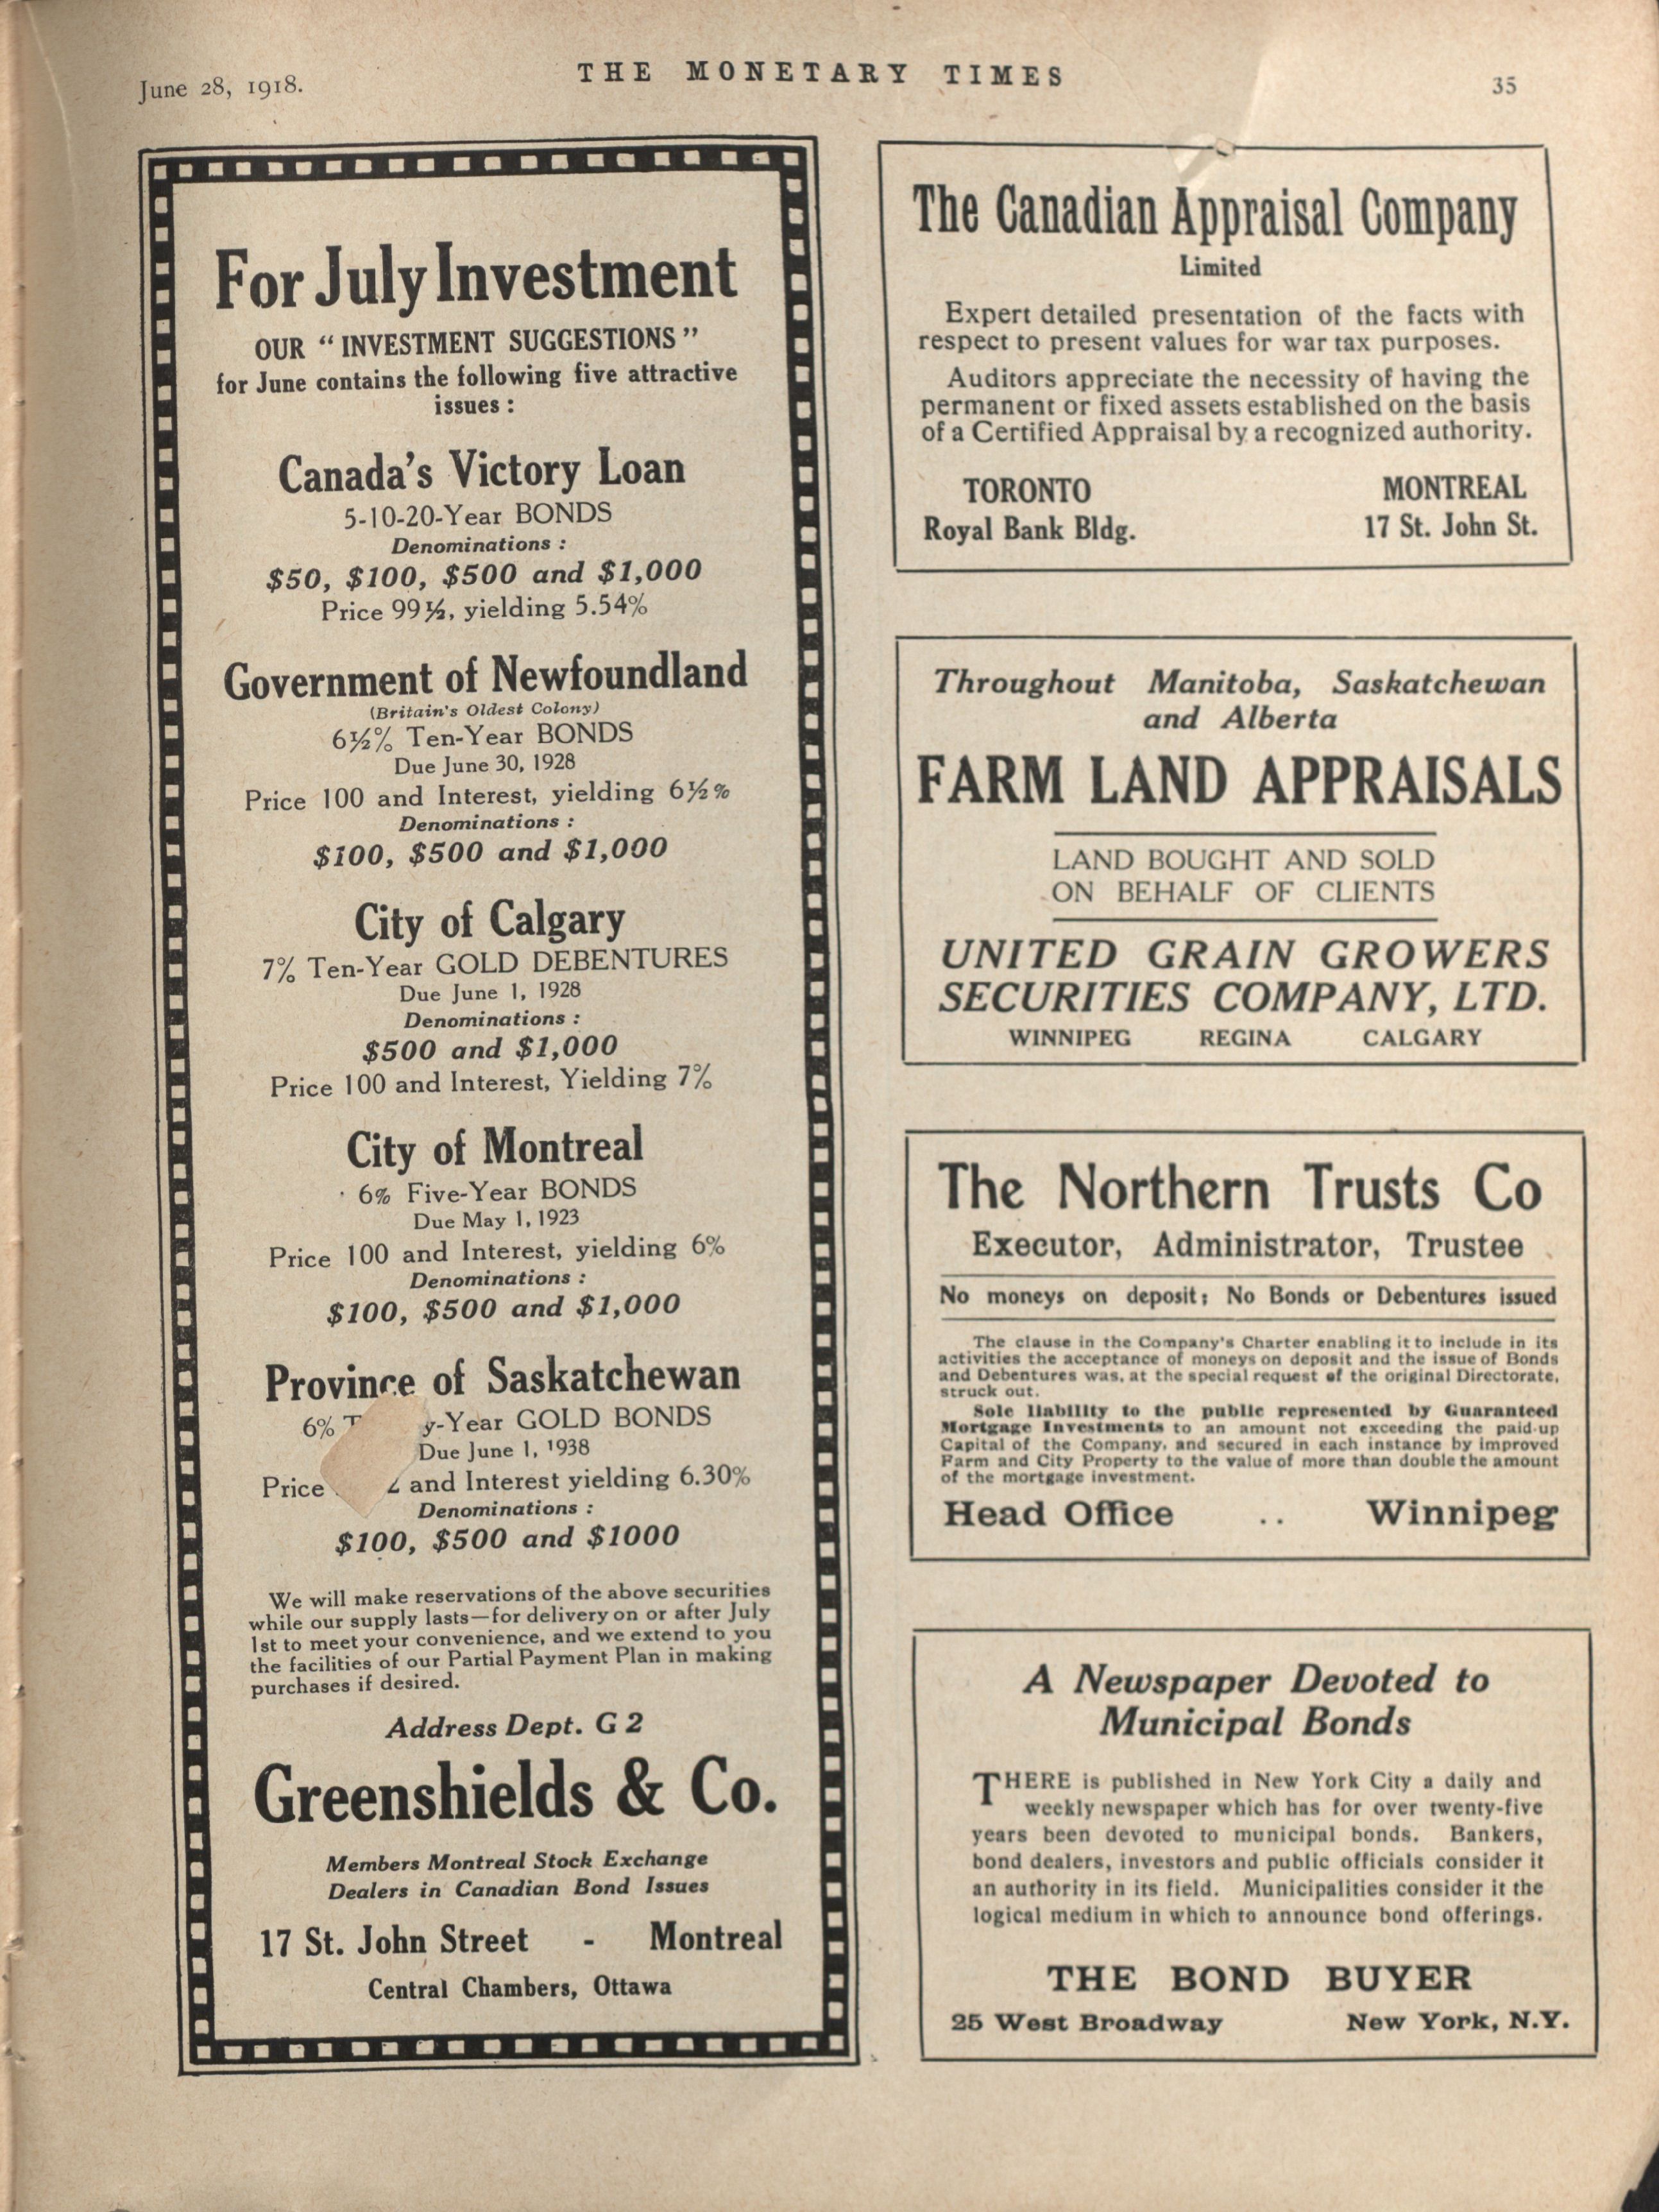 June 28, 1918.
THE MONETARY TIMES
35
For July Investment
OUR “INVESTMENT SUGGESTIONS”
for June contains the following five attractive
issues :
Canada's Victory Loan
5-10-20-Year BONDS
Denominations :
$50, $100, $500 and $1,000
Price 99½, yielding 5.54%
Government of Newfoundland
(Britain's Oldest Colony)
6½% Ten-Year BONDS
Due June 30, 1928
Price 100 and Interest, yielding 6½%
Denominations :
$100, $500 and $1,000
City of Calgary
7% Ten-Year GOLD DEBENTURES
Due June 1, 1928
Denominations :
$500 and $1,000
Price 100 and Interest, Yielding 7%
City of Montreal
6% Five-Year BONDS
Due May 1, 1923
Price 100 and Interest, yielding 6%
Denominations :
$100, $500 and $1,000
Province of Saskatchewan
6% y-Year GOLD BONDS
Due June 1, 1938
Price and Interest yielding 6.30%
Denominations :
$100, $500 and $1000
We will make reservations of the above securities
while our supply lasts—for delivery on or after July
1st to meet your convenience, and we extend to you
the facilities of our Partial Payment Plan in making
purchases if desired.
Address Dept. G 2
Greenshields & Co.
Members Montreal Stock Exchange
Dealers in Canadian Bond Issues
17 St. John Street - Montreal
Central Chambers, Ottawa
The Canadian Appraisal Company
Limited
Expert detailed presentation of the facts with
respect to present values for war tax purposes.
Auditors appreciate the necessity of having the
permanent or fixed assets established on the basis
of a Certified Appraisal by a recognized authority.
TORONTO MONTREAL
Royal Bank Bldg. 17 St. John St.
Throughout Manitoba, Saskatchewan
and Alberta
FARM LAND APPRAISALS
LAND BOUGHT AND SOLD
ON BEHALF OF CLIENTS
UNITED GRAIN GROWERS
SECURITIES COMPANY, LTD.
WINNIPEG REGINA CALGARY
The Northern Trusts Co
Executor, Administrator, Trustee
No moneys on deposit; No Bonds or Debentures issued
The clause in the Company's Charter enabling it to include in its
activities the acceptance of moneys on deposit and the issue of Bonds
and Debentures was, at the special request of the original Directorate,
struck out.
Sole liability to the public represented by Guaranteed
Mortgage Investments to an amount not exceeding the paid-up
Capital of the Company, and secured in each instance by improved
Farm and City Property to the value of more than double the amount
of the mortgage investment.
Head Office .. Winnipeg
A Newspaper Devoted to
Municipal Bonds
THERE is published in New York City a daily and
weekly newspaper which has for over twenty-five
years been devoted to municipal bonds. Bankers,
bond dealers, investors and public officials consider it
an authority in its field. Municipalities consider it the
logical medium in which to announce bond offerings.
THE BOND BUYER
25 West Broadway New York, N.Y.